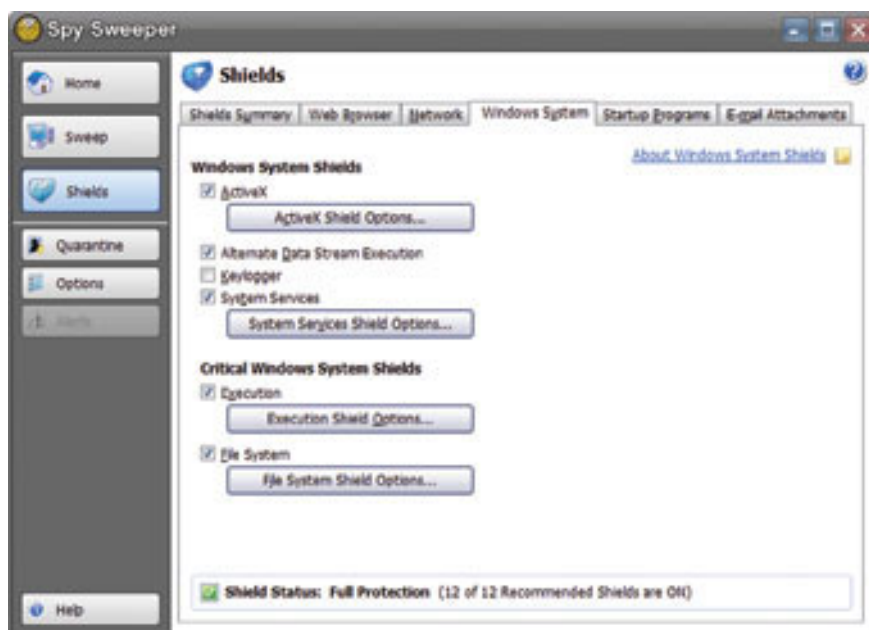 Spy Sweeper
Home
Sweep
Shields
Quarantine
Options
Alerts
Help
Shields
Shields Summary
Web Browser
Network
Windows System
Startup Programs
E-mail Attachments
About Windows System Shields
Windows System Shields
ActiveX
ActiveX Shield Options...
Alternate Data Stream Execution
Keylogger
System Services
System Services Shield Options...
Critical Windows System Shields
Execution
Execution Shield Options...
File System
File System Shield Options...
Shield Status: Full Protection (12 of 12 Recommended Shields are ON)